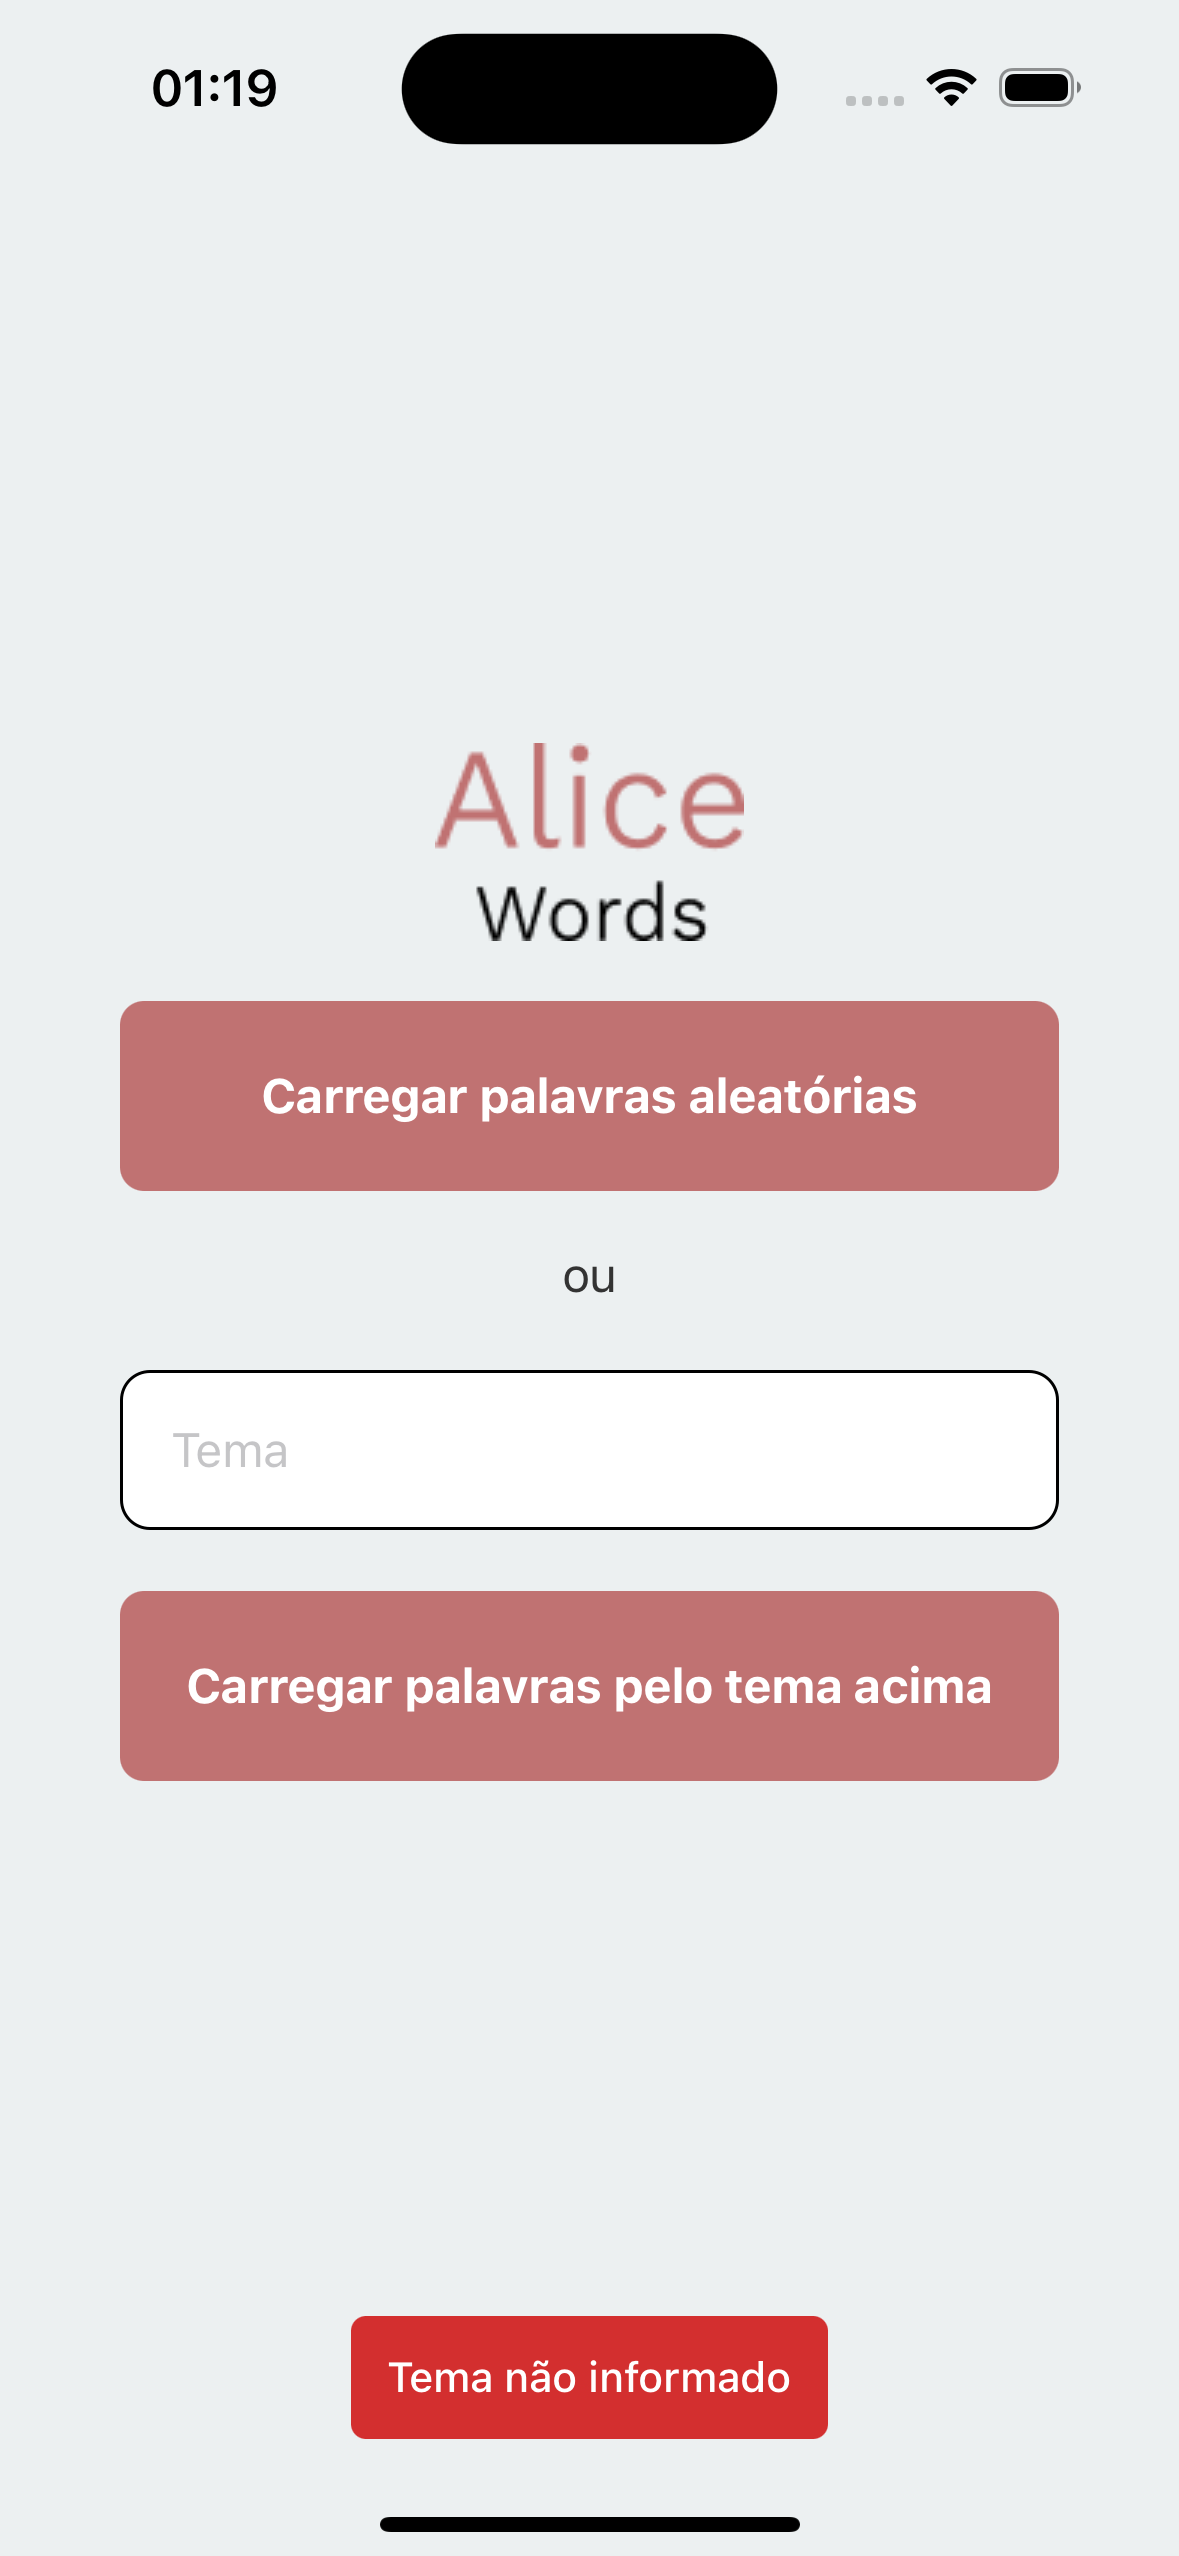 01:19
Alice
Words
Carregar palavras aleatórias
ou
Tema
Carregar palavras pelo tema acima
Tema não informado